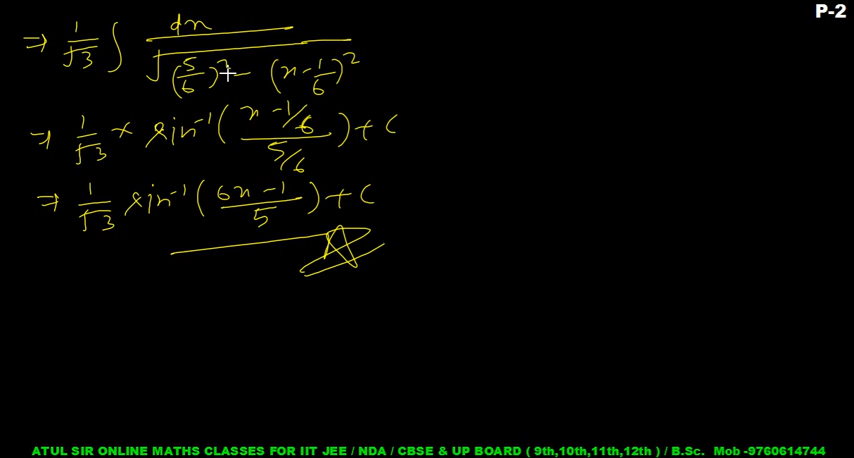 P-2
⇒ 1/√3 ∫ dx / √((5/6)² - (x - 1/6)²)
⇒ 1/√3 × sin⁻¹((x - 1/6) / (5/6)) + C
⇒ 1/√3 sin⁻¹((6x - 1)/5) + C
ATUL SIR ONLINE MATHS CLASSES FOR IIT JEE / NDA / CBSE & UP BOARD ( 9th,10th,11th,12th ) / B.Sc. Mob -9760614744